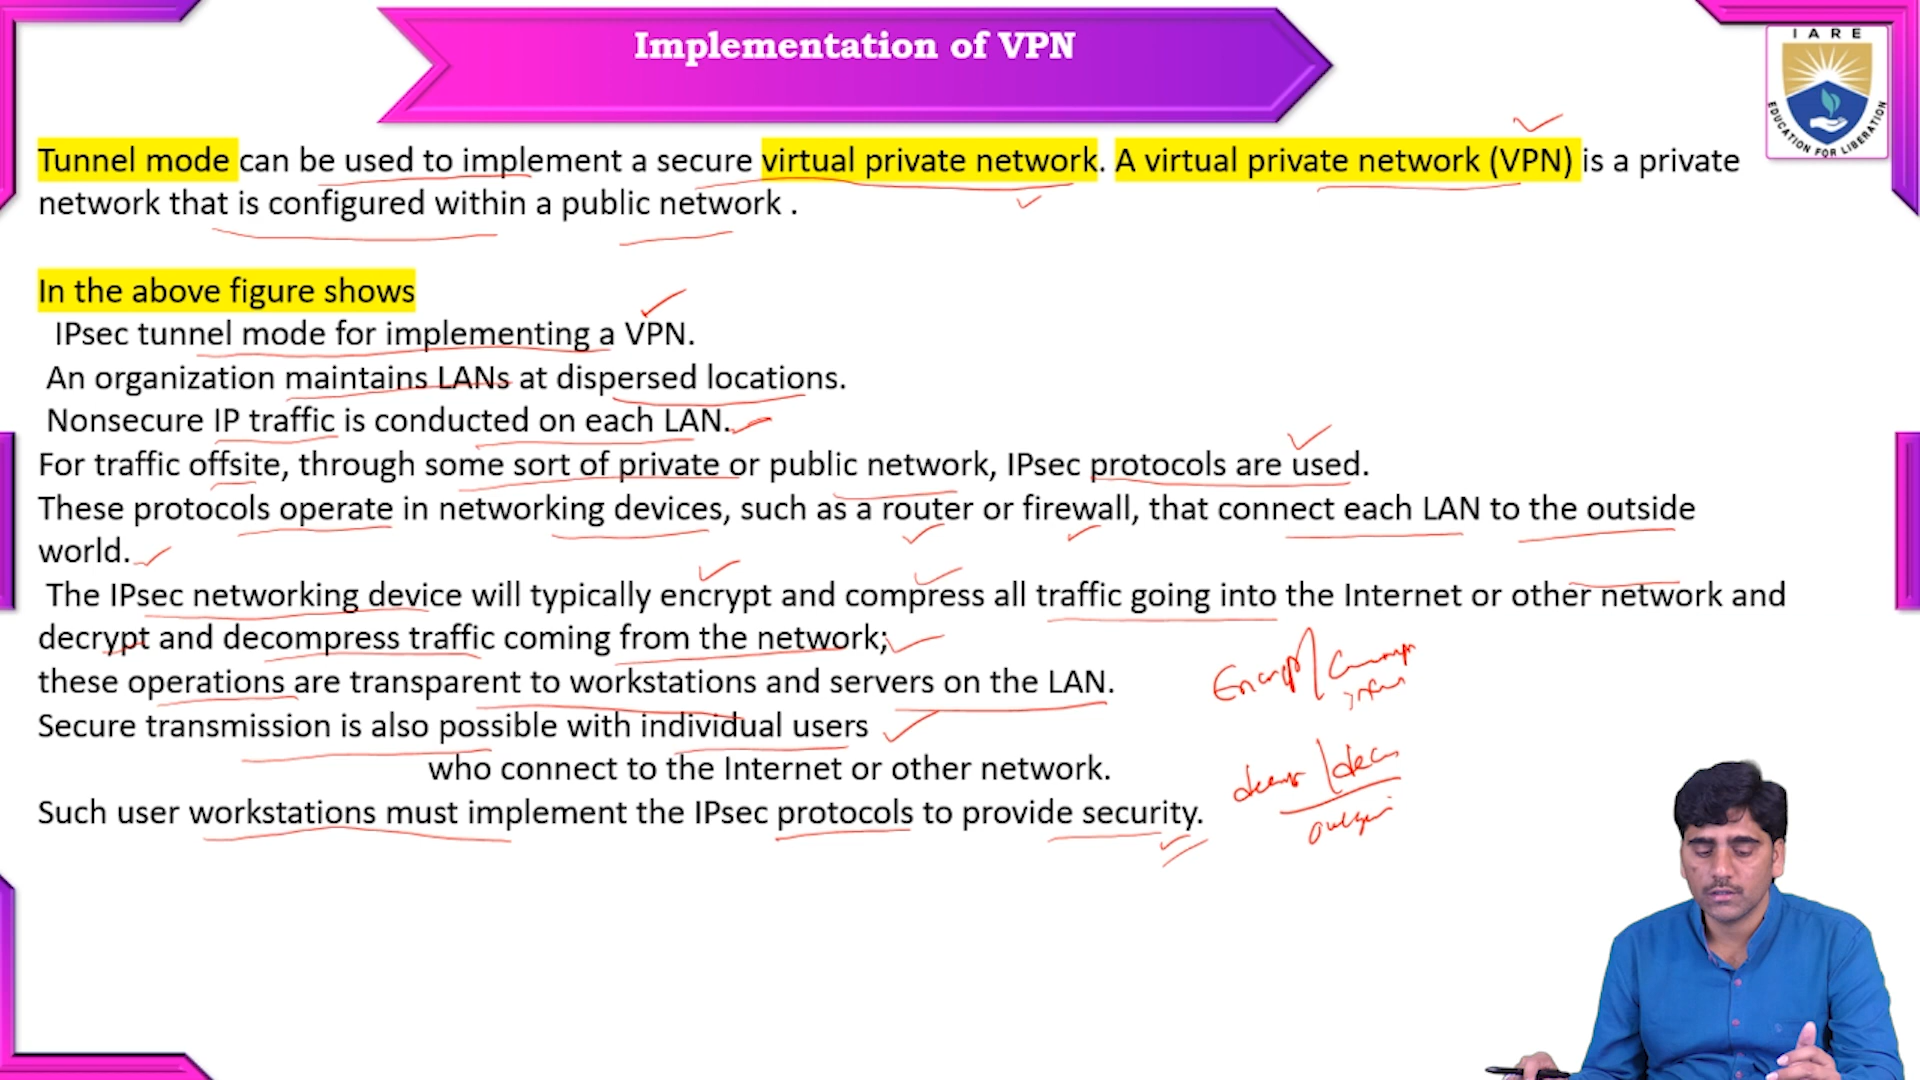 Implementation of VPN
IARE
EDUCATION FOR LIBERATION
Tunnel mode can be used to implement a secure virtual private network. A virtual private network (VPN) is a private
network that is configured within a public network .
In the above figure shows
IPsec tunnel mode for implementing a VPN.
An organization maintains LANs at dispersed locations.
Nonsecure IP traffic is conducted on each LAN.
For traffic offsite, through some sort of private or public network, IPsec protocols are used.
These protocols operate in networking devices, such as a router or firewall, that connect each LAN to the outside
world.
The IPsec networking device will typically encrypt and compress all traffic going into the Internet or other network and
decrypt and decompress traffic coming from the network;
these operations are transparent to workstations and servers on the LAN.
Secure transmission is also possible with individual users
who connect to the Internet or other network.
Such user workstations must implement the IPsec protocols to provide security.